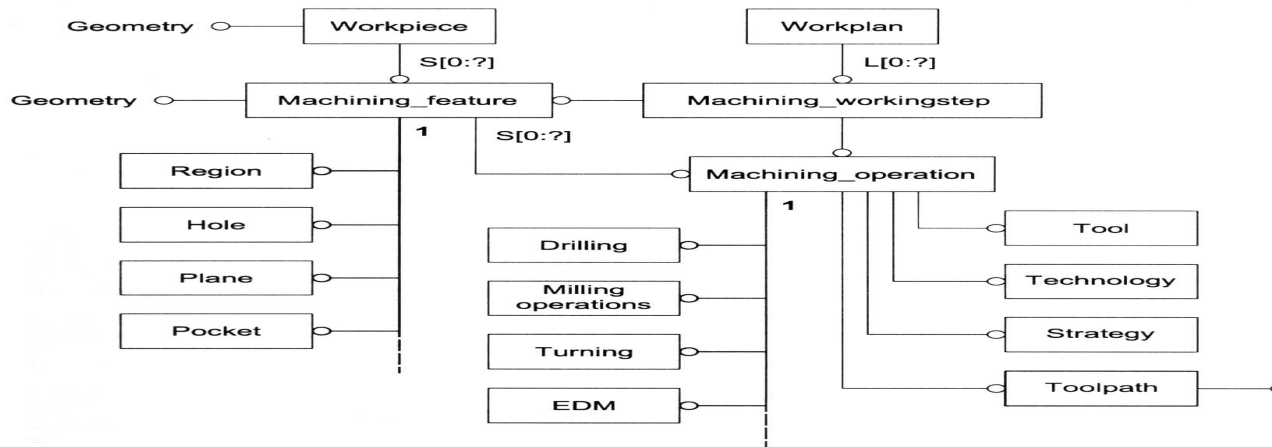 Geometry
Workpiece
Workplan
S[0:?]
L[0:?]
Geometry
Machining_feature
Machining_workingstep
1
S[0:?]
Region
Machining_operation
1
Hole
Tool
Drilling
Plane
Technology
Milling
operations
Pocket
Strategy
Turning
Toolpath
EDM